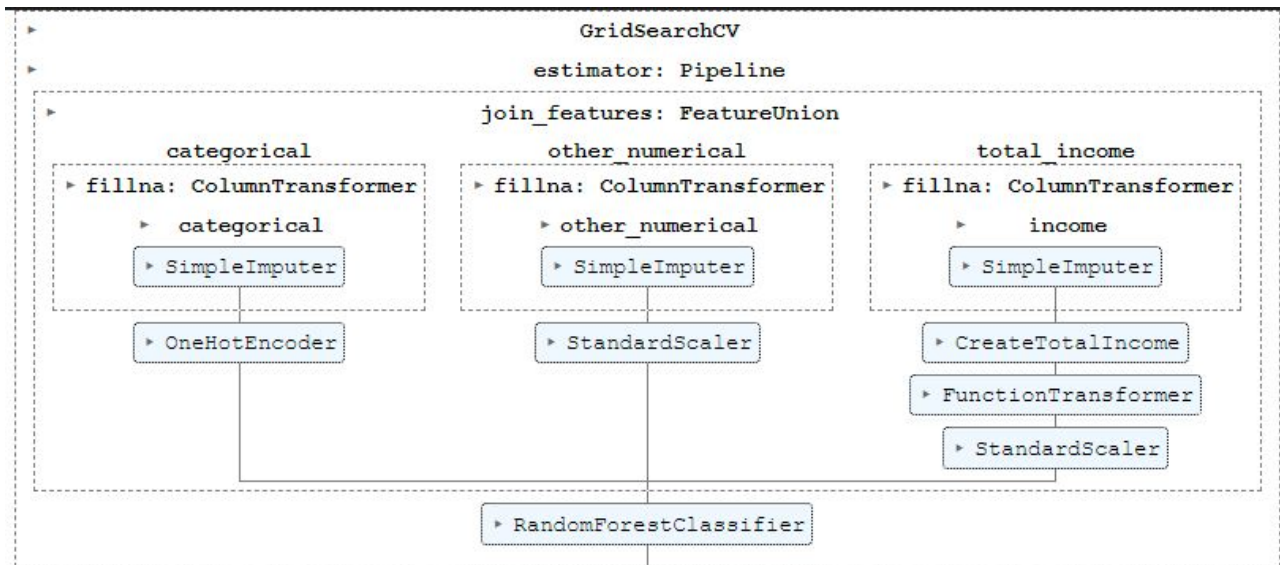 GridSearchCV
estimator: Pipeline
join_features: FeatureUnion
categorical other_numerical total_income
fillna: ColumnTransformer fillna: ColumnTransformer fillna: ColumnTransformer
categorical other_numerical income
SimpleImputer SimpleImputer SimpleImputer
OneHotEncoder StandardScaler CreateTotalIncome
FunctionTransformer
StandardScaler
RandomForestClassifier